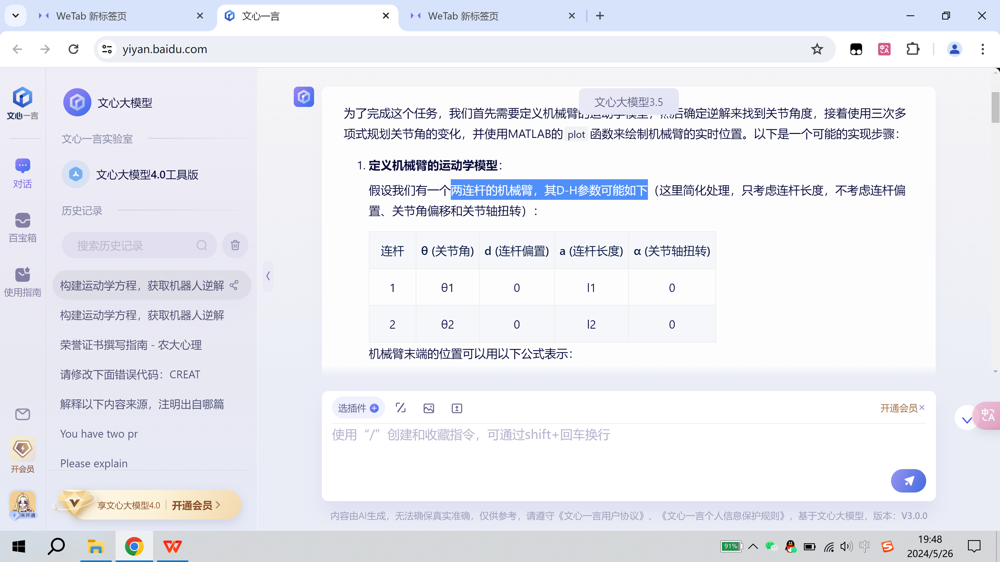 WeTab 新标签页
文心一言
WeTab 新标签页
yiyan.baidu.com
文心一言
对话
百宝箱
使用指南
开会员
未开通
文心大模型
文心一言实验室
文心大模型4.0工具版
历史记录
搜索历史记录
构建运动学方程，获取机器人逆解
构建运动学方程，获取机器人逆解
荣誉证书撰写指南 - 农大心理
请修改下面错误代码：CREAT
解释以下内容来源，注明出自哪篇
You have two pr
Please explain
享文心大模型4.0
开通会员
文心大模型3.5
为了完成这个任务，我们首先需要定义机械臂的运动学模型，然后确定逆解来找到关节角度，接着使用三次多
项式规划关节角的变化，并使用MATLAB的 plot 函数来绘制机械臂的实时位置。以下是一个可能的实现步骤：
1. 定义机械臂的运动学模型：
假设我们有一个两连杆的机械臂，其D-H参数可能如下（这里简化处理，只考虑连杆长度，不考虑连杆偏
置、关节角偏移和关节轴扭转）：
连杆 θ (关节角) d (连杆偏置) a (连杆长度) α (关节轴扭转)
1 θ1 0 l1 0
2 θ2 0 l2 0
机械臂末端的位置可以用以下公式表示：
选插件
开通会员
使用“/”创建和收藏指令，可通过shift+回车换行
内容由AI生成，无法确保真实准确，仅供参考，请遵守《文心一言用户协议》、《文心一言个人信息保护规则》，基于文心大模型，版本：V3.0.0
中A
91%
中
19:48
2024/5/26